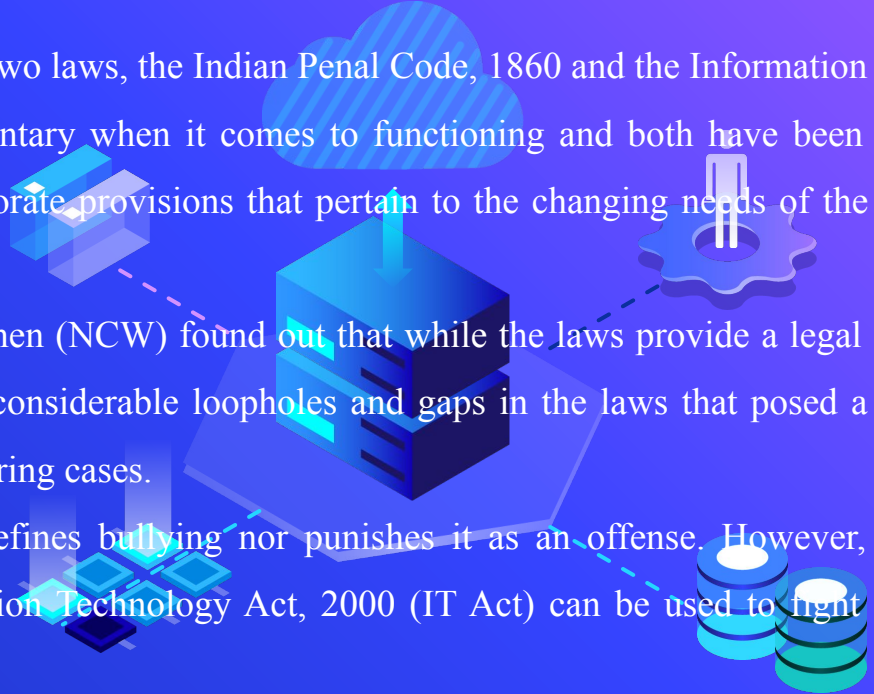 wo laws, the Indian Penal Code, 1860 and the Information
ntary when it comes to functioning and both have been
orate provisions that pertain to the changing needs of the
nen (NCW) found out that while the laws provide a legal
considerable loopholes and gaps in the laws that posed a
ring cases.
efines bullying nor punishes it as an offense. However,
ion Technology Act, 2000 (IT Act) can be used to fight